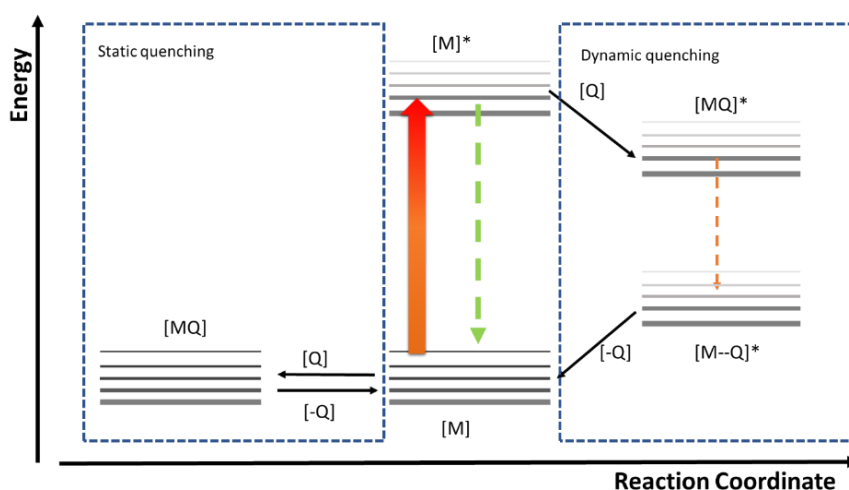 Static quenching
[M]*
Dynamic quenching
[Q]
[MQ]*
Energy
[MQ]
[Q]
[-Q]
[M]
[-Q]
[M--Q]*
Reaction Coordinate